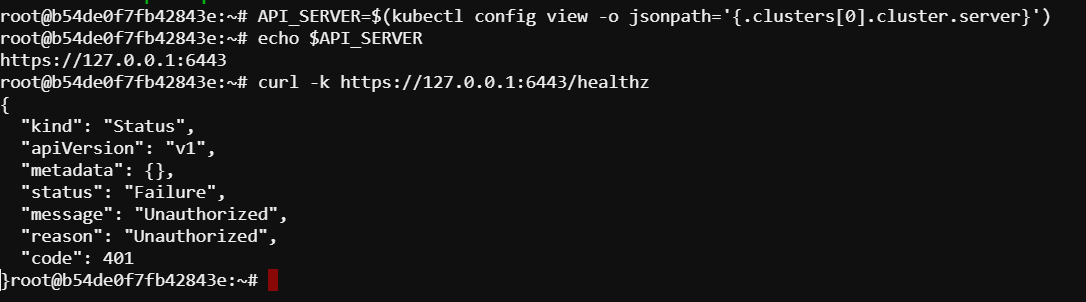 root@b54de0f7fb42843e:~# API_SERVER=$(kubectl config view -o jsonpath='{.clusters[0].cluster.server}')
root@b54de0f7fb42843e:~# echo $API_SERVER
https://127.0.0.1:6443
root@b54de0f7fb42843e:~# curl -k https://127.0.0.1:6443/healthz
{
  "kind": "Status",
  "apiVersion": "v1",
  "metadata": {},
  "status": "Failure",
  "message": "Unauthorized",
  "reason": "Unauthorized",
  "code": 401
}root@b54de0f7fb42843e:~#